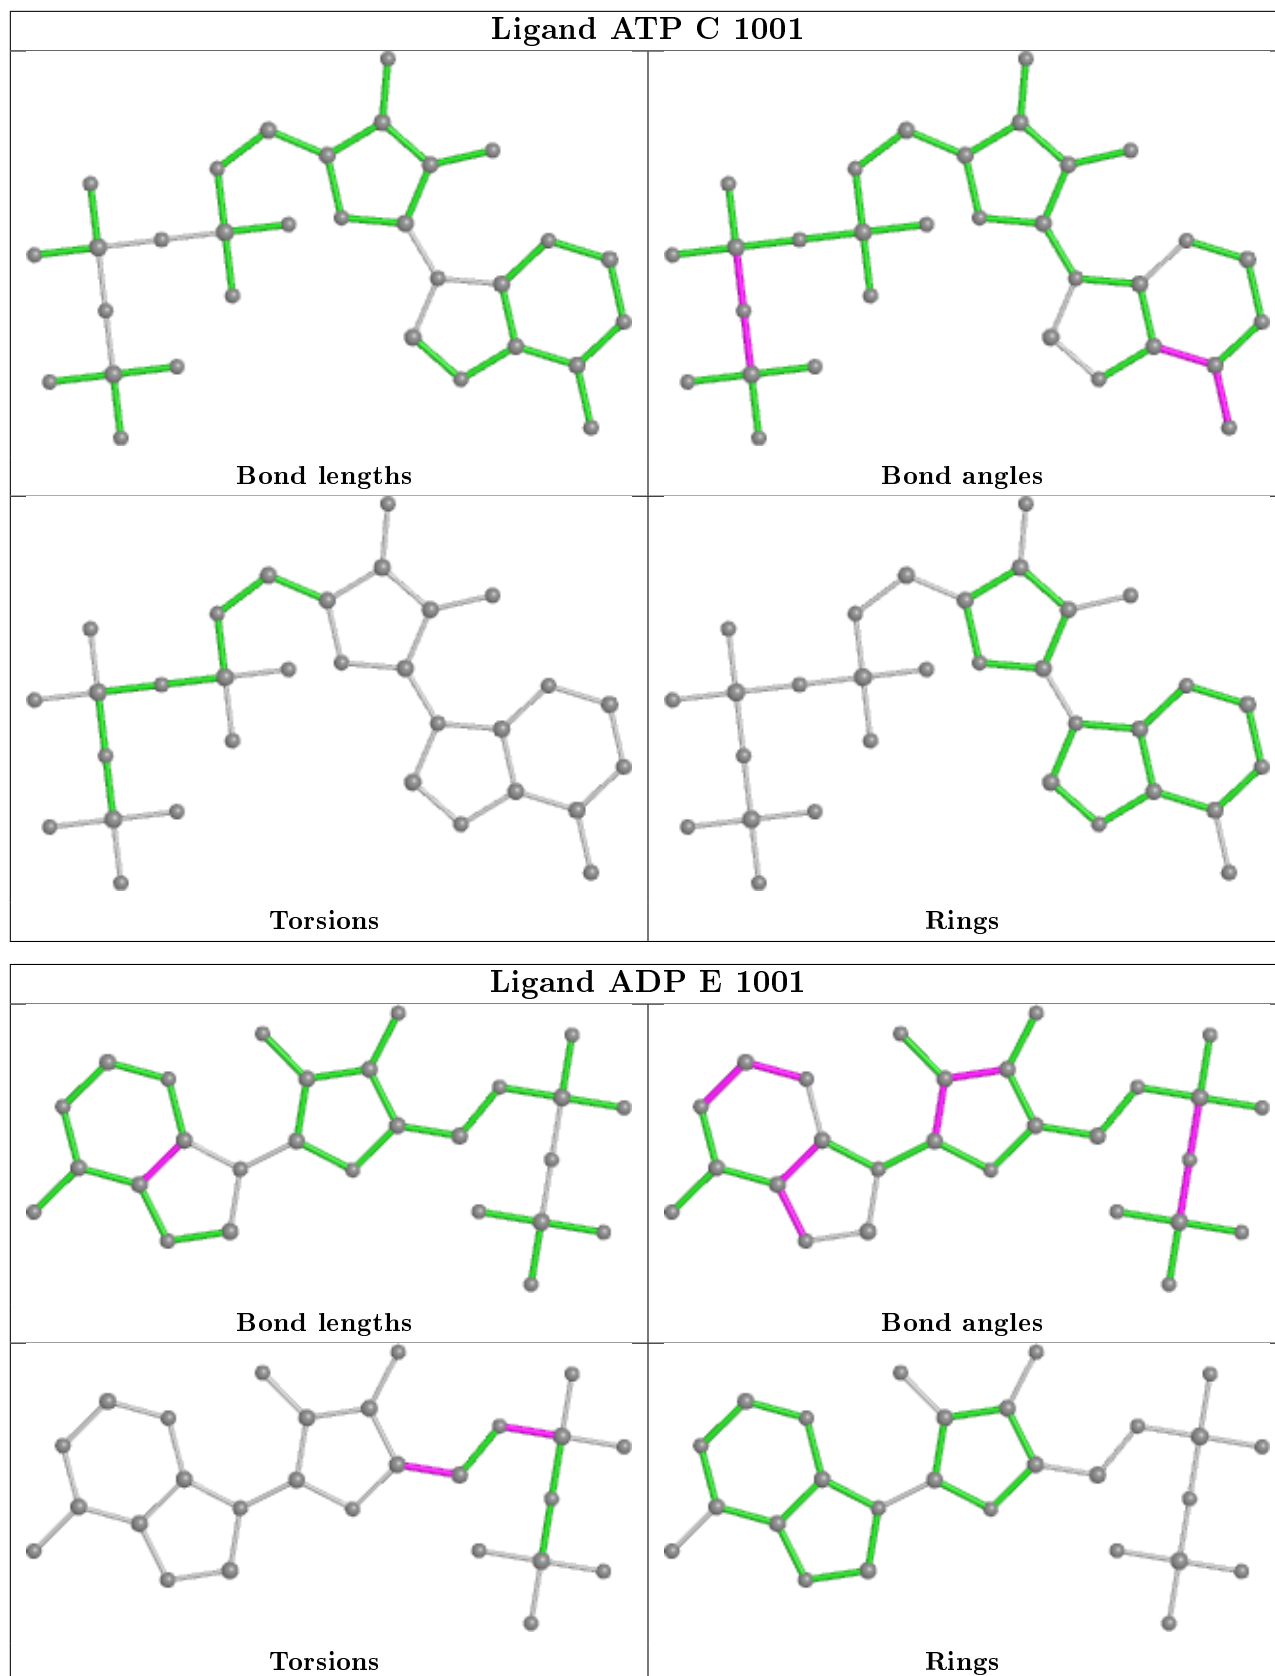 Ligand ATP C 1001
Bond lengths
Bond angles
Torsions
Rings
Ligand ADP E 1001
Bond lengths
Bond angles
Torsions
Rings